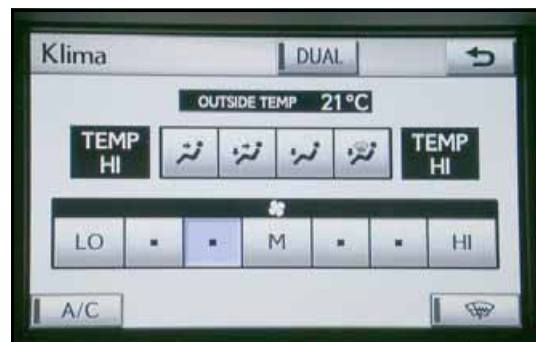 Klima DUAL
OUTSIDE TEMP 21°C
TEMP HI TEMP HI
LO M HI
A/C